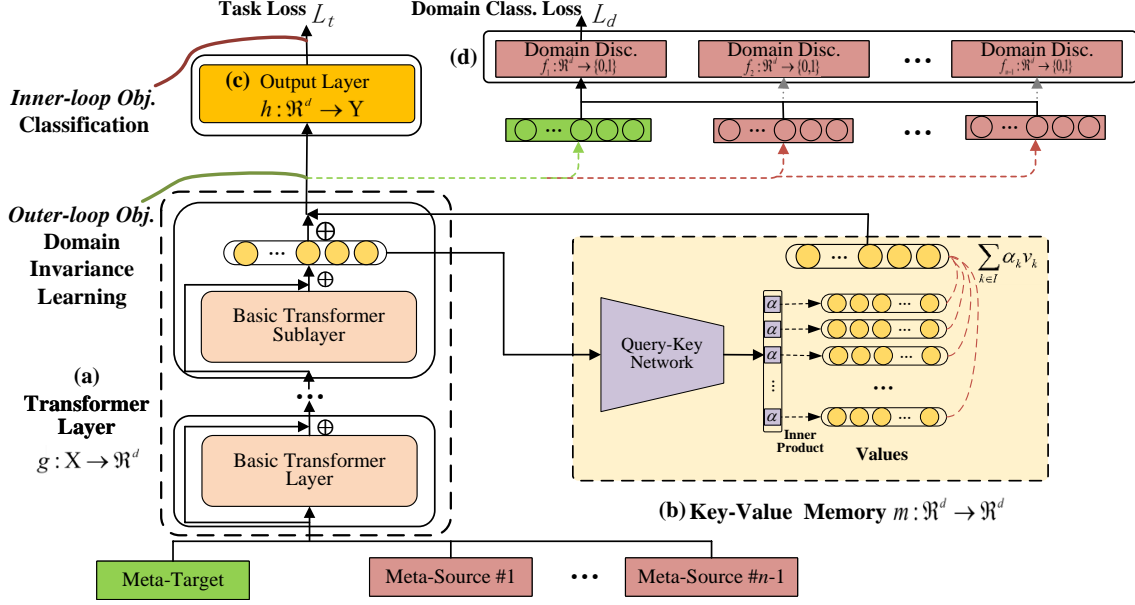 Task Loss L_t
Domain Class. Loss L_d
(d)
Domain Disc.
f_1 : ℜ^d → {0,1}
Domain Disc.
f_2 : ℜ^d → {0,1}
...
Domain Disc.
f_{n-1} : ℜ^d → {0,1}
(c) Output Layer
h : ℜ^d → Y
Inner-loop Obj.
Classification
...
...
...
...
Outer-loop Obj.
Domain
Invariance
Learning
⊕
...
⊕
Basic Transformer
Sublayer
(a)
Transformer
Layer
g : X → ℜ^d
...
⊕
Basic Transformer
Layer
...
∑ α_k v_k
k∈I
Query-Key
Network
α
...
α
...
α
...
⋮
...
α
...
Inner
Product
Values
(b) Key-Value Memory m : ℜ^d → ℜ^d
Meta-Target
Meta-Source #1
...
Meta-Source #n-1